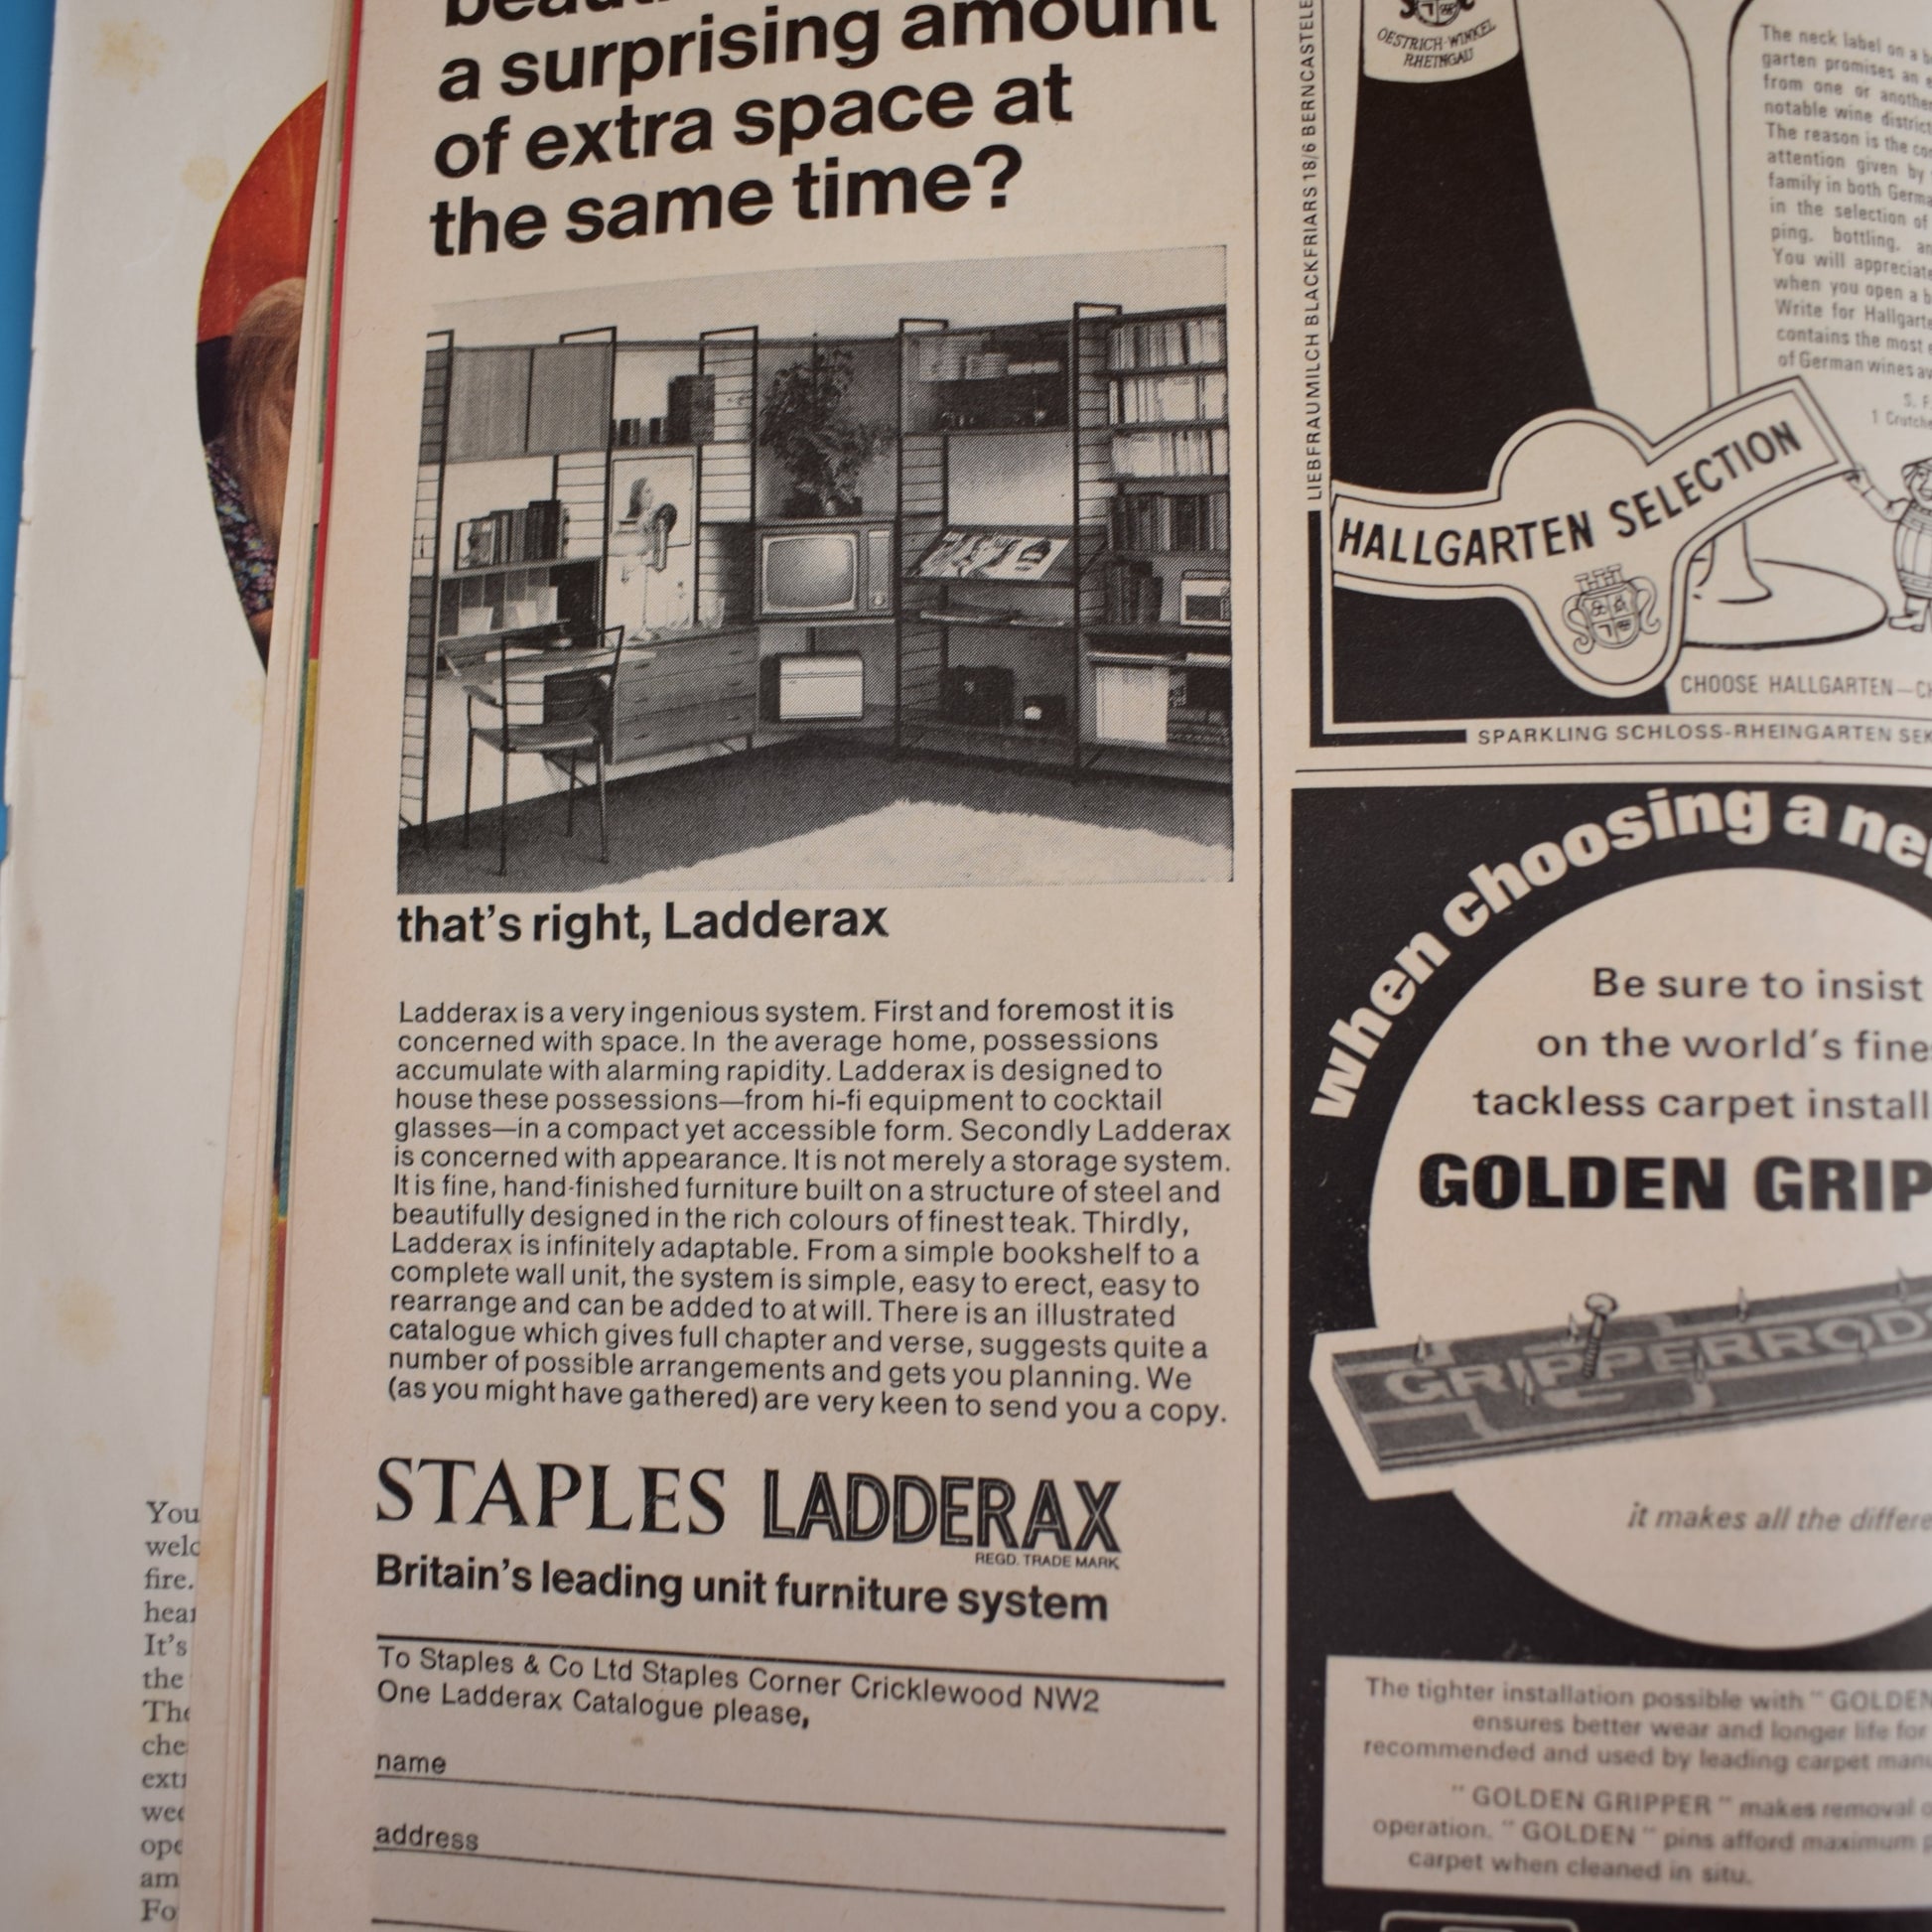 a surprising amount
of extra space at
the same time?
that's right, Ladderax
Ladderax is a very ingenious system. First and foremost it is
concerned with space. In the average home, possessions
accumulate with alarming rapidity. Ladderax is designed to
house these possessions—from hi-fi equipment to cocktail
glasses—in a compact yet accessible form. Secondly Ladderax
is concerned with appearance. It is not merely a storage system.
It is fine, hand-finished furniture built on a structure of steel and
beautifully designed in the rich colours of finest teak. Thirdly,
Ladderax is infinitely adaptable. From a simple bookshelf to a
complete wall unit, the system is simple, easy to erect, easy to
rearrange and can be added to at will. There is an illustrated
catalogue which gives full chapter and verse, suggests quite a
number of possible arrangements and gets you planning. We
(as you might have gathered) are very keen to send you a copy.
STAPLES LADDERAX
REGD. TRADE MARK
Britain's leading unit furniture system
To Staples & Co Ltd Staples Corner Cricklewood NW2
One Ladderax Catalogue please,
name
address
OESTRICH-WINKEL
RHEINGAU
LIEBFRAUMILCH BLACKFRIARS 18/6
The neck label on a
garten promises an
from one or another
notable wine
The reason is the
attention given by
family in both
in the selection of
ping, bottling,
You will appreciate
when you open a
Write for
contains the most
of German wines
HALLGARTEN SELECTION
CHOOSE HALLGARTEN—
SPARKLING SCHLOSS-RHEINGARTEN
when choosing a
Be sure to insist
on the world's
tackless carpet
GOLDEN
GRIPPERROD
it makes all the
The tighter installation possible with " GOLDEN
ensures better wear and longer life for
recommended and used by leading carpet
" GOLDEN GRIPPER " makes removal
operation. " GOLDEN " pins afford maximum
carpet when cleaned in situ.
You
fire.
It's
the